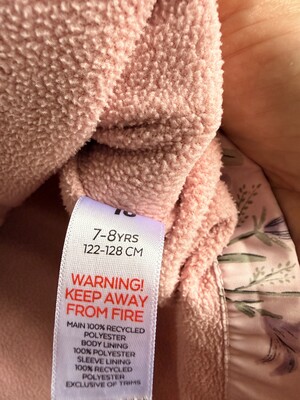 7-8YRS
122-128 CM
WARNING!
KEEP AWAY
FROM FIRE
MAIN 100% RECYCLED
POLYESTER
BODY LINING
100% POLYESTER
SLEEVE LINING
100% RECYCLED
POLYESTER
EXCLUSIVE OF TRIMS